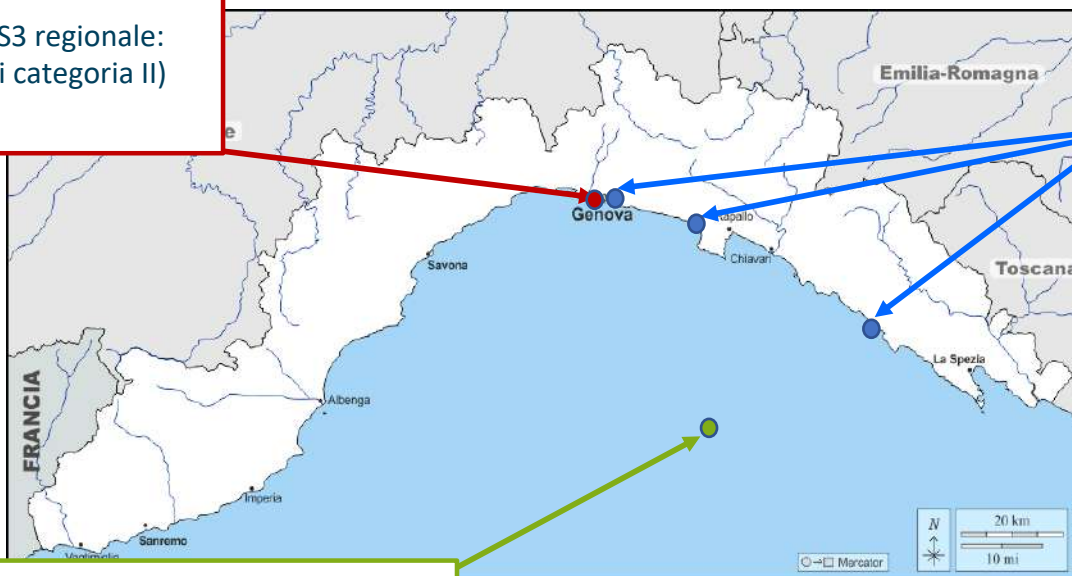 S3 regionale:
i categoria II)
Emilia-Romagna
e
Genova
Rapallo
Chiavari
Savona
Toscana
La Spezia
FRANCIA
Albenga
Imperia
Sanremo
N
20 km
10 mi
Mercator